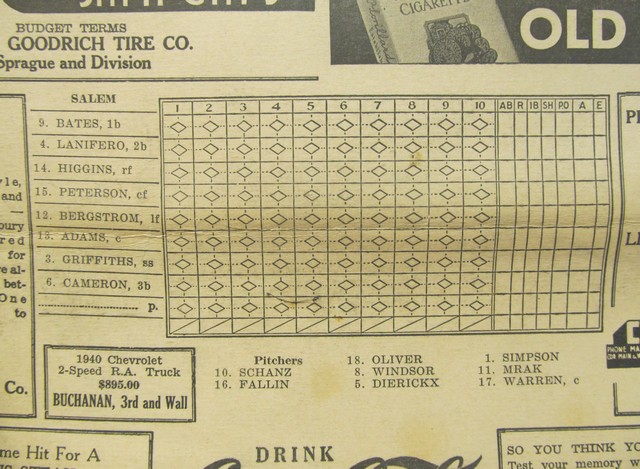 BUDGET TERMS
GOODRICH TIRE CO.
Sprague and Division
CIGARETTE
OLD
SALEM
1 2 3 4 5 6 7 8 9 10 AB R IB SH PO A E
9. BATES, 1b
4. LANIFERO, 2b
14. HIGGINS, rf
15. PETERSON, cf
12. BERGSTROM, lf
13. ADAMS, c
3. GRIFFITHS, ss
6. CAMERON, 3b
p.
and
for
bet-
One
to
Co.
1940 Chevrolet
2-Speed R.A. Truck
$895.00
BUCHANAN, 3rd and Wall
Pitchers
10. SCHANZ
16. FALLIN
18. OLIVER
8. WINDSOR
5. DIERICKX
1. SIMPSON
11. MRAK
17. WARREN, c
PHONE MA
COR MAIN &
me Hit For A
DRINK
SO YOU THINK YO
Test your memory w